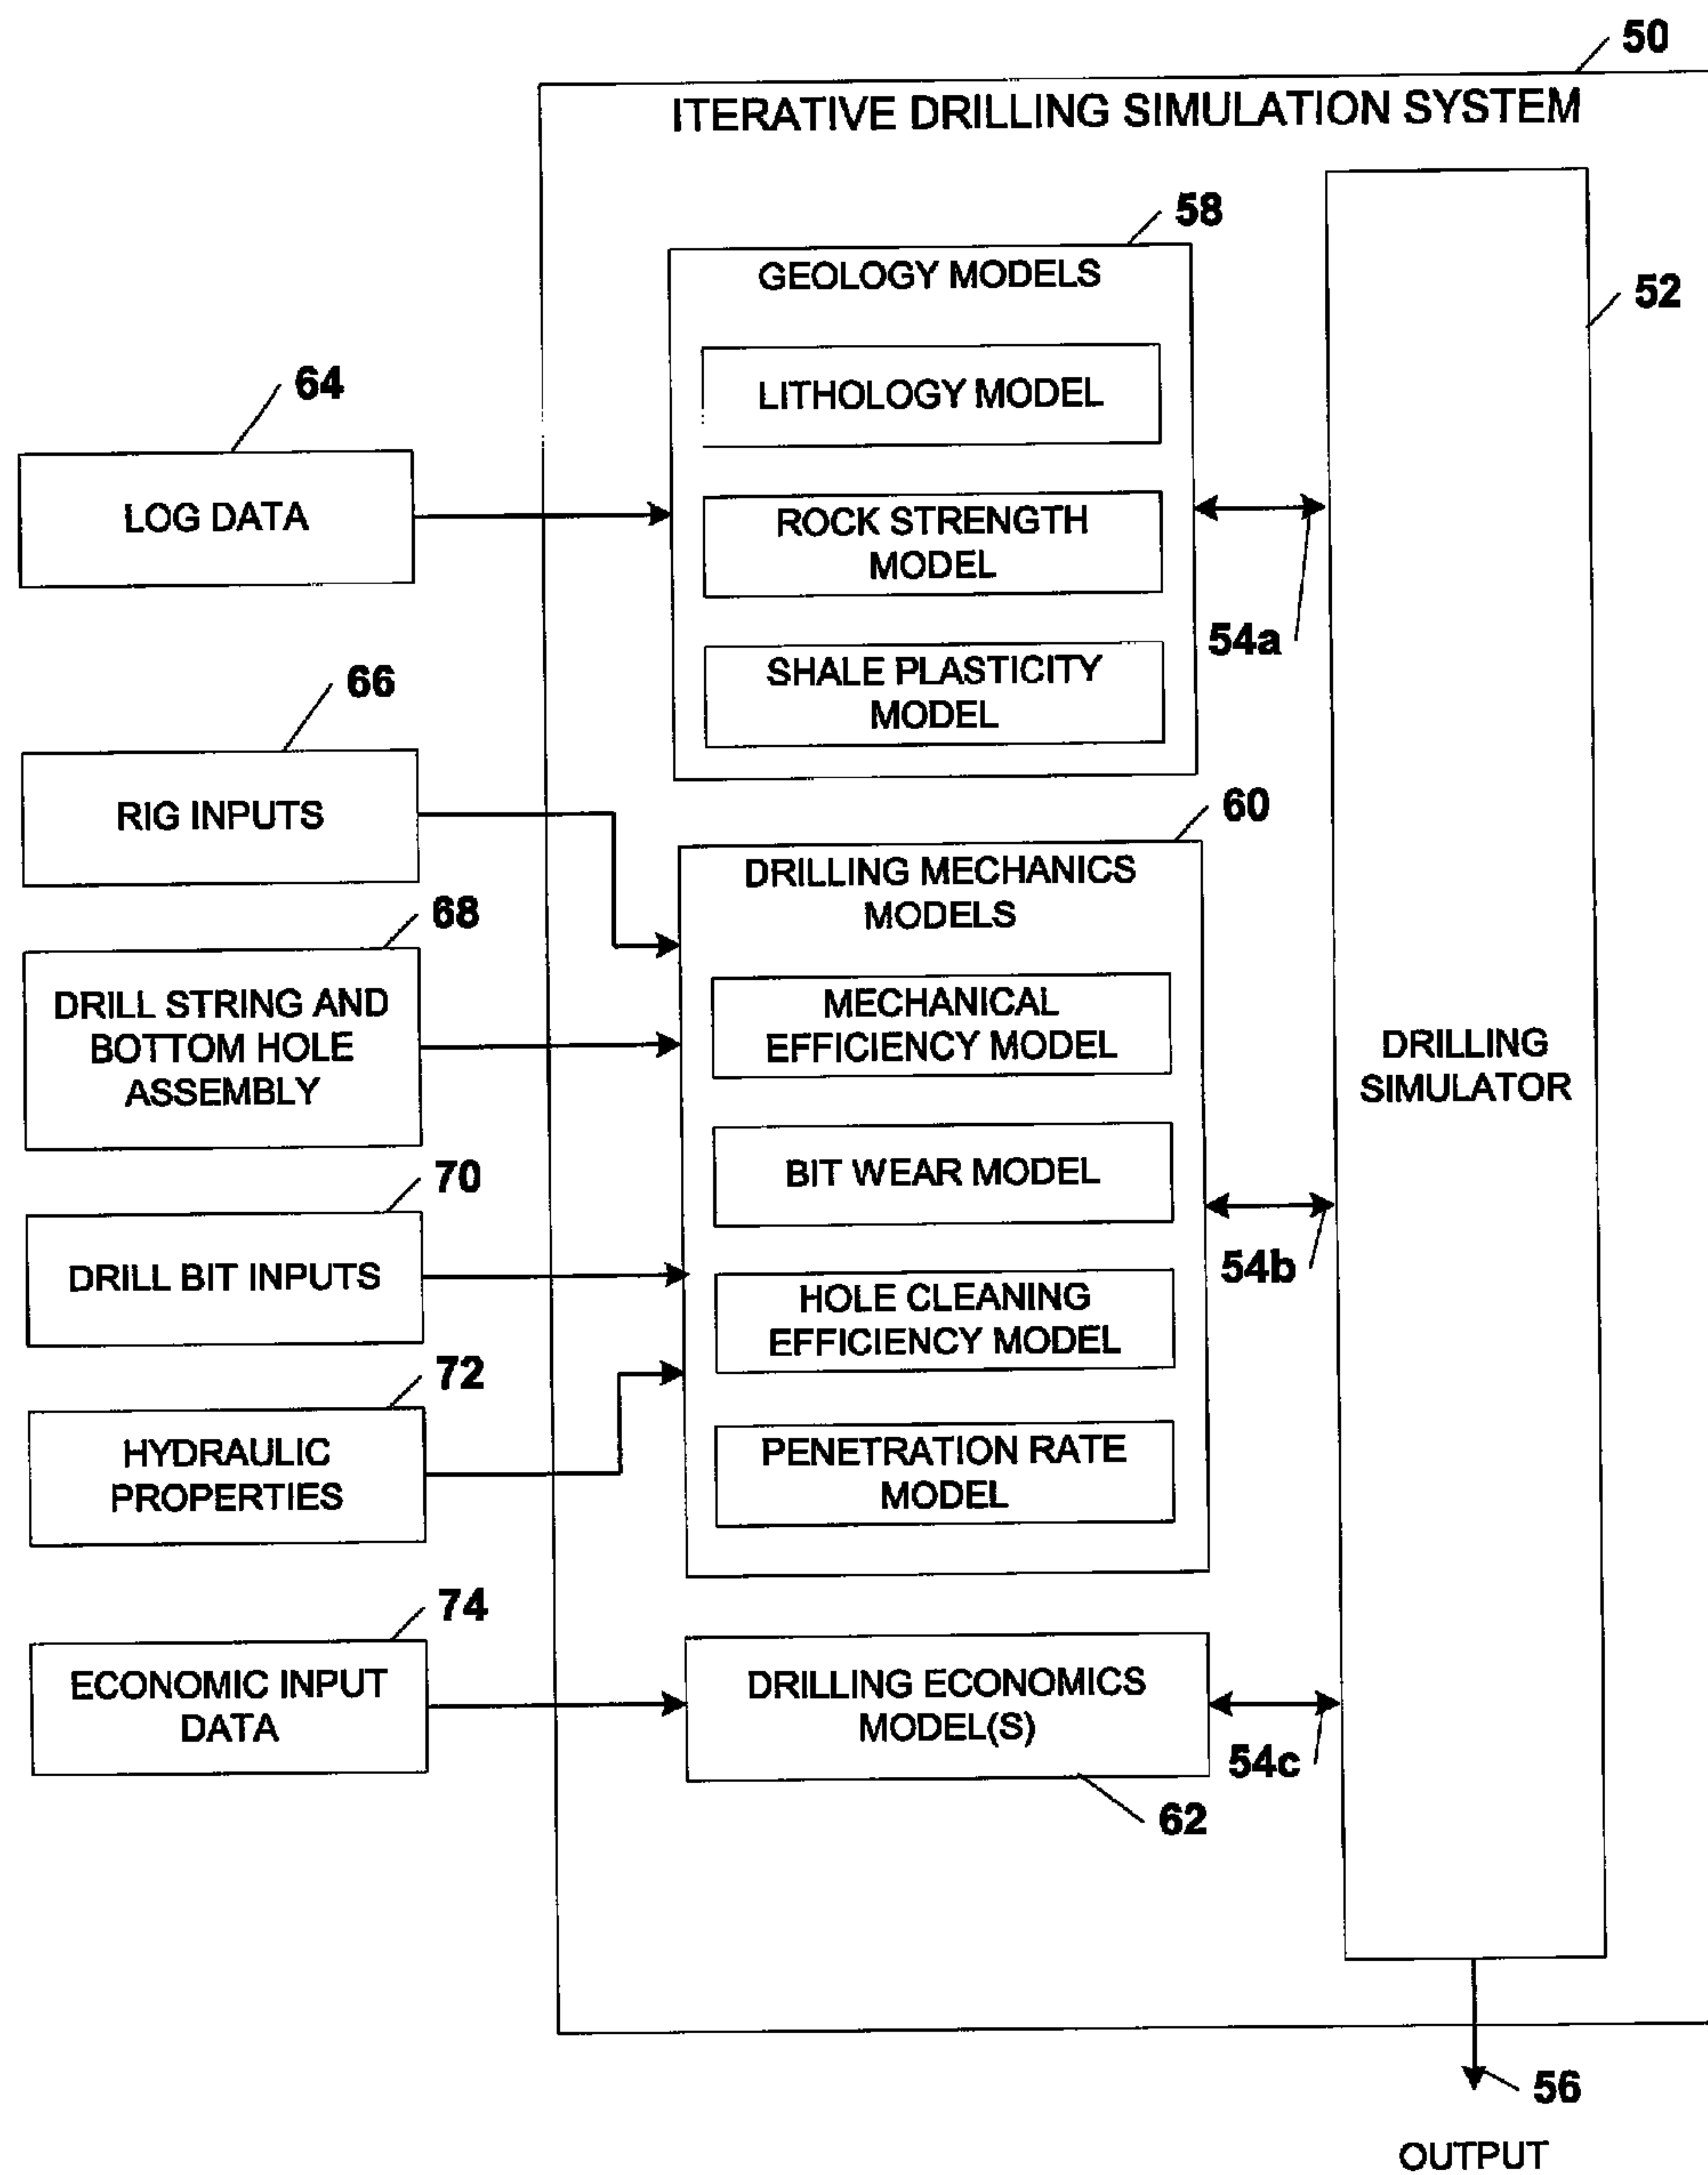 50
ITERATIVE DRILLING SIMULATION SYSTEM
58
GEOLOGY MODELS
52
LITHOLOGY MODEL
64
LOG DATA
ROCK STRENGTH
MODEL
54a
SHALE PLASTICITY
MODEL
66
RIG INPUTS
60
DRILLING MECHANICS
MODELS
68
DRILL STRING AND
BOTTOM HOLE
ASSEMBLY
MECHANICAL
EFFICIENCY MODEL
DRILLING
SIMULATOR
BIT WEAR MODEL
70
DRILL BIT INPUTS
54b
HOLE CLEANING
EFFICIENCY MODEL
72
HYDRAULIC
PROPERTIES
PENETRATION RATE
MODEL
74
ECONOMIC INPUT
DATA
DRILLING ECONOMICS
MODEL(S)
54c
62
56
OUTPUT